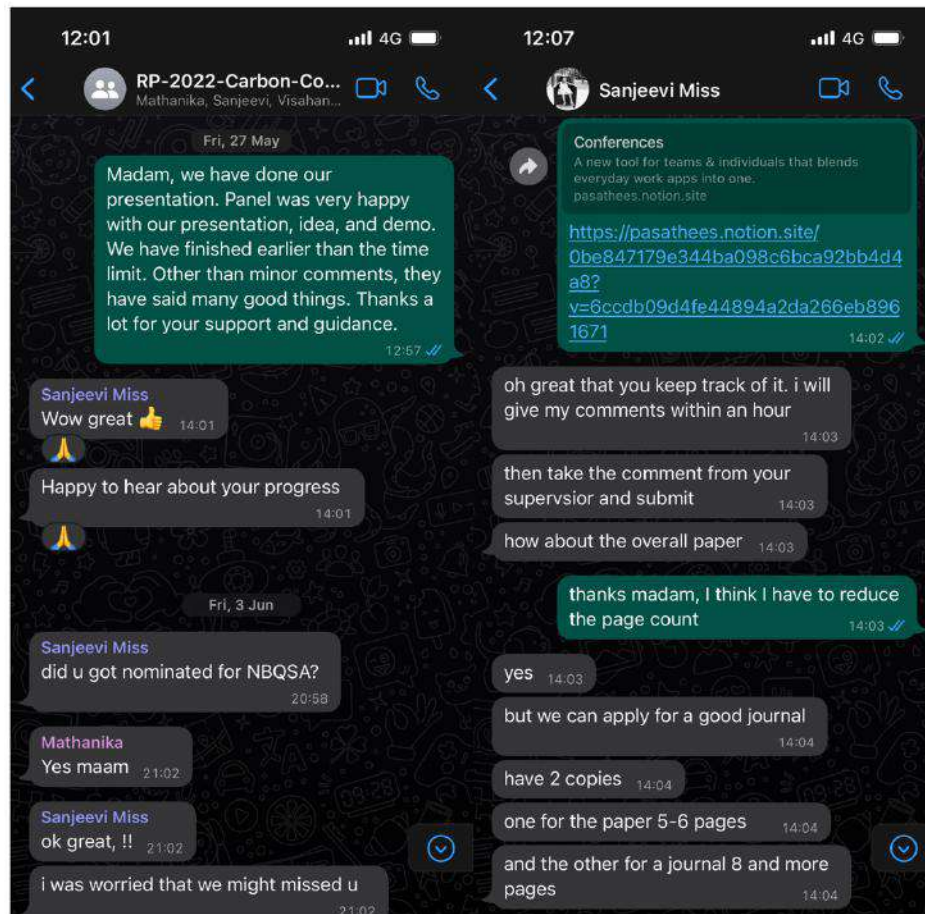 12:01
4G
RP-2022-Carbon-Co...
Mathanika, Sanjeevi, Visahan...
Fri, 27 May
Madam, we have done our
presentation. Panel was very happy
with our presentation, idea, and demo.
We have finished earlier than the time
limit. Other than minor comments, they
have said many good things. Thanks a
lot for your support and guidance.
12:57
Sanjeevi Miss
Wow great 👍 14:01
🙏
Happy to hear about your progress
14:01
🙏
Fri, 3 Jun
Sanjeevi Miss
did u got nominated for NBQSA?
20:58
Mathanika
Yes maam 21:02
Sanjeevi Miss
ok great, !! 21:02
i was worried that we might missed u
21:02
12:07
4G
Sanjeevi Miss
Conferences
A new tool for teams & individuals that blends
everyday work apps into one.
pasathees.notion.site
https://pasathees.notion.site/
0be847179e344ba098c6bca92bb4d4
a8?
v=6ccdb09d4fe44894a2da266eb896
1671
14:02
oh great that you keep track of it. i will
give my comments within an hour
14:03
then take the comment from your
supervsior and submit 14:03
how about the overall paper 14:03
thanks madam, I think I have to reduce
the page count 14:03
yes 14:03
but we can apply for a good journal
14:04
have 2 copies 14:04
one for the paper 5-6 pages 14:04
and the other for a journal 8 and more
pages 14:04